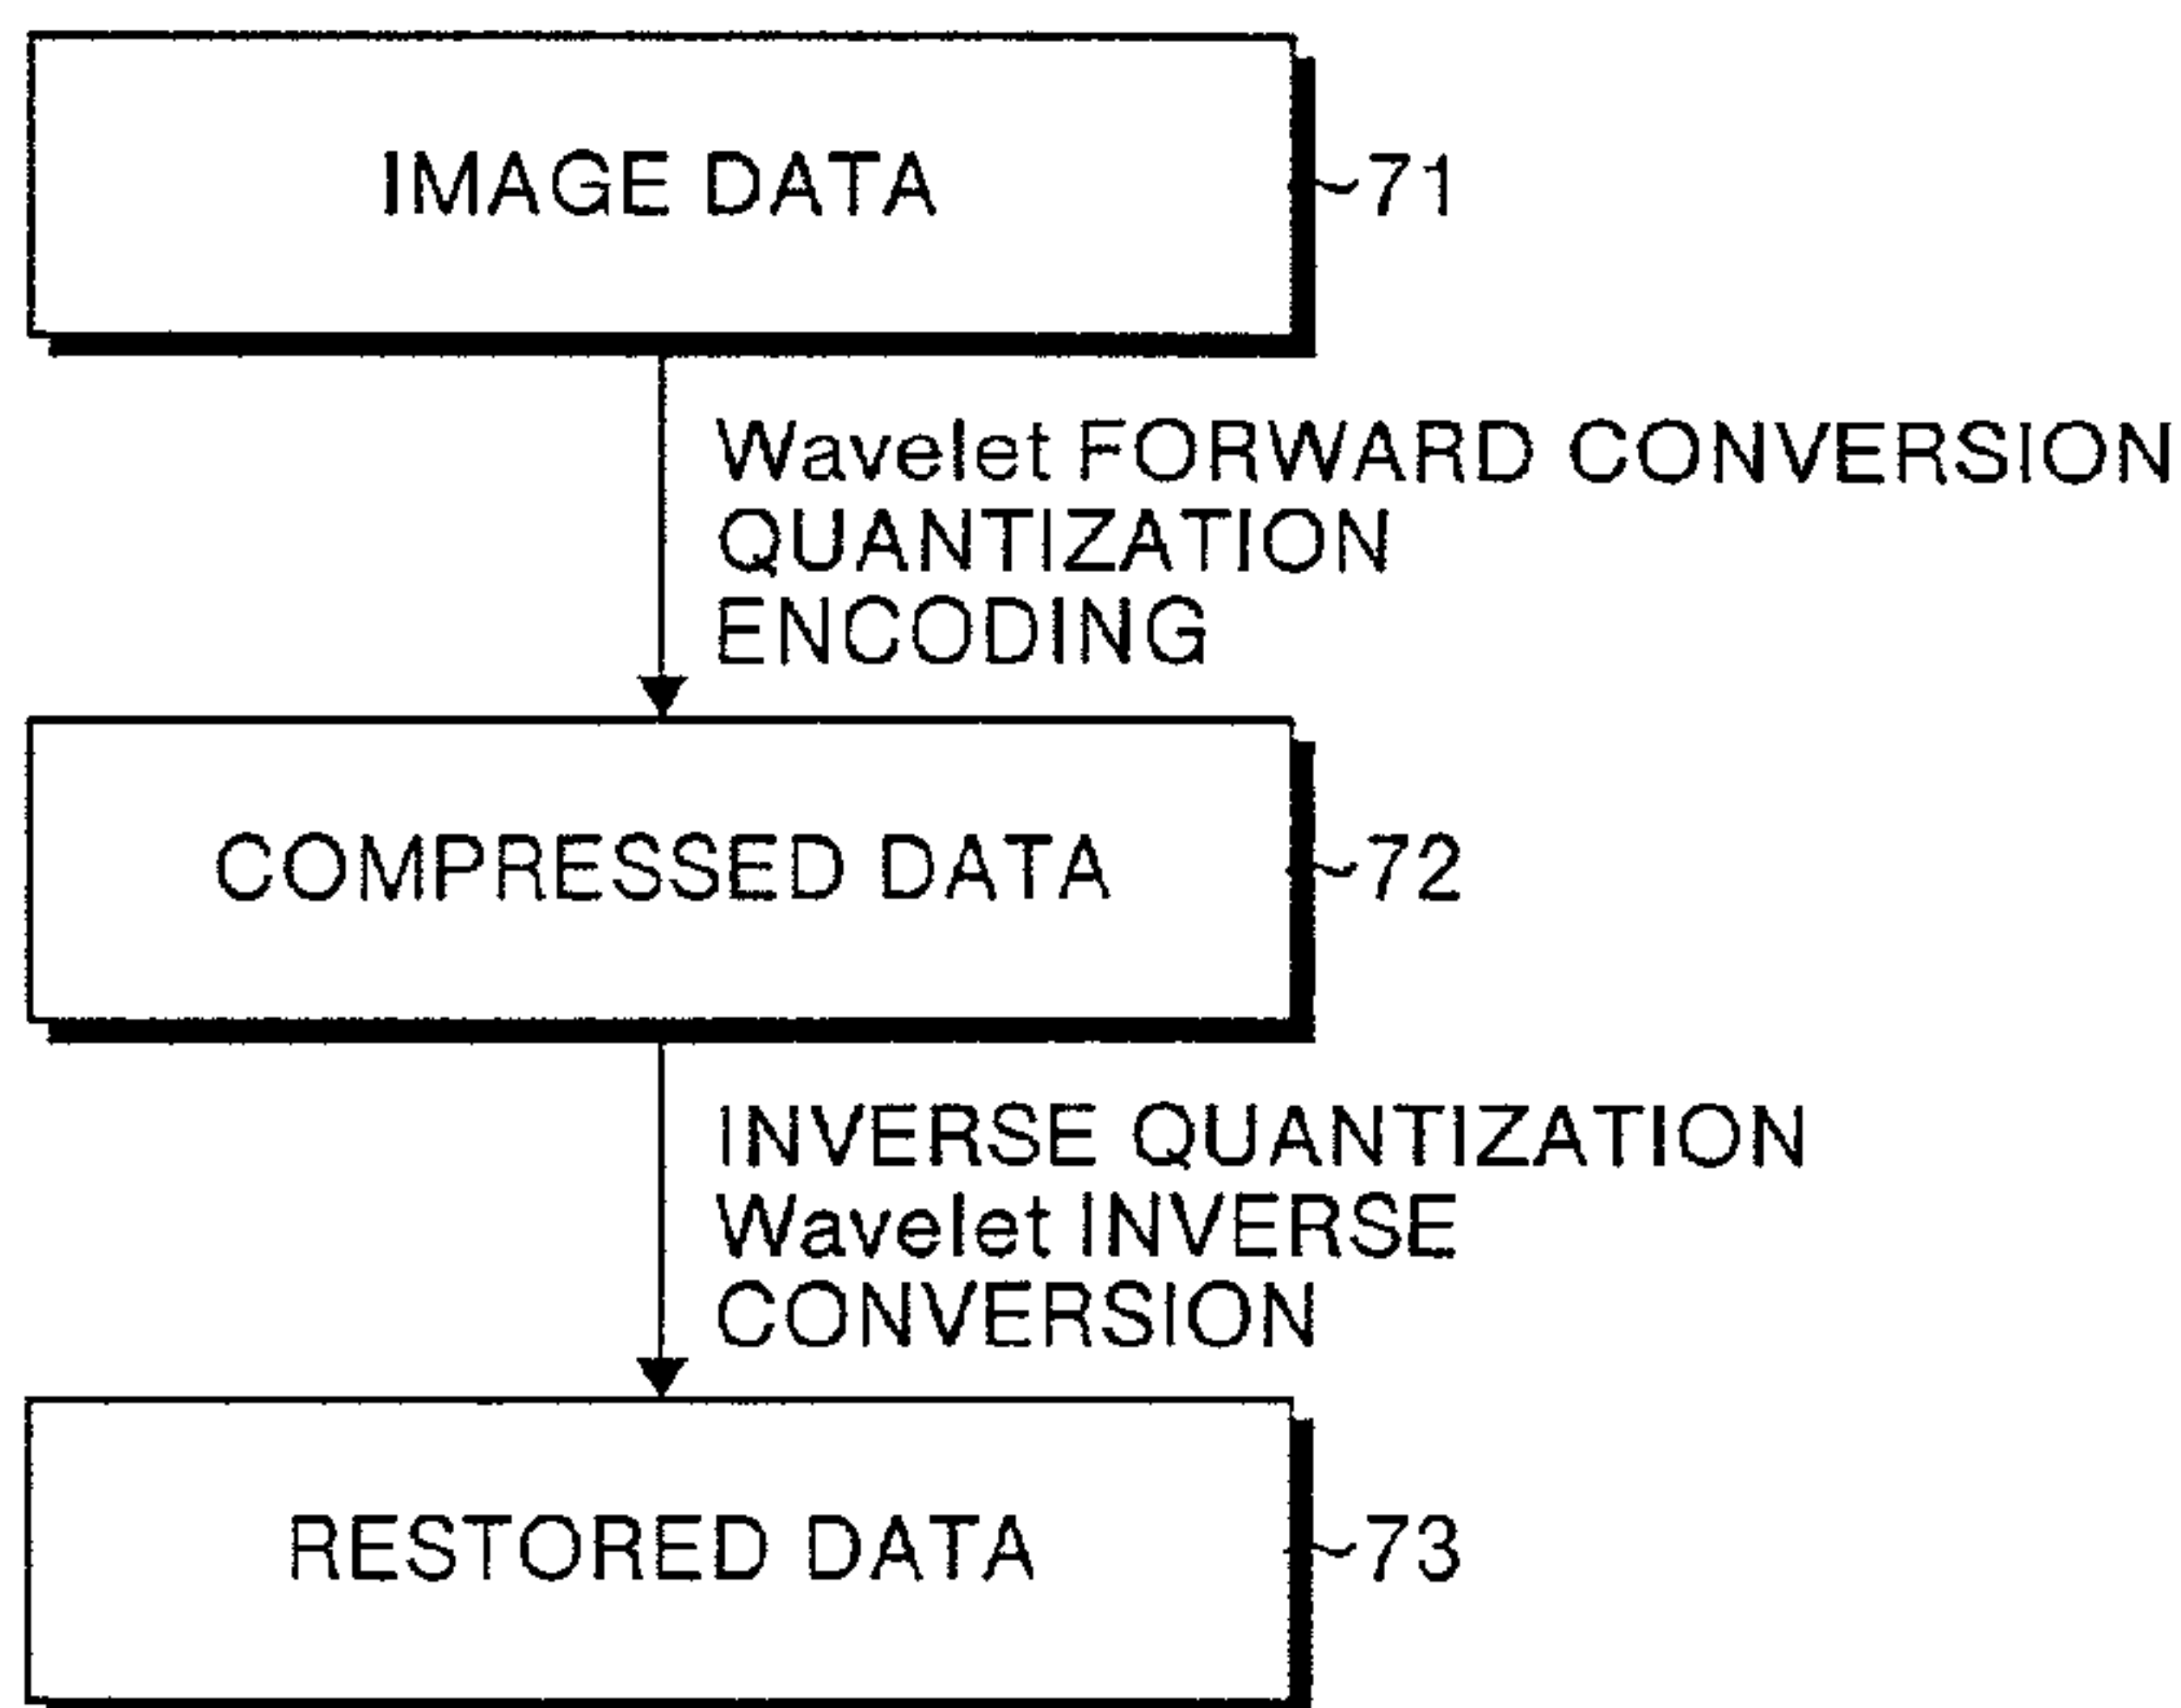 IMAGE DATA
71
Wavelet FORWARD CONVERSION
QUANTIZATION
ENCODING
COMPRESSED DATA
72
INVERSE QUANTIZATION
Wavelet INVERSE
CONVERSION
RESTORED DATA
73